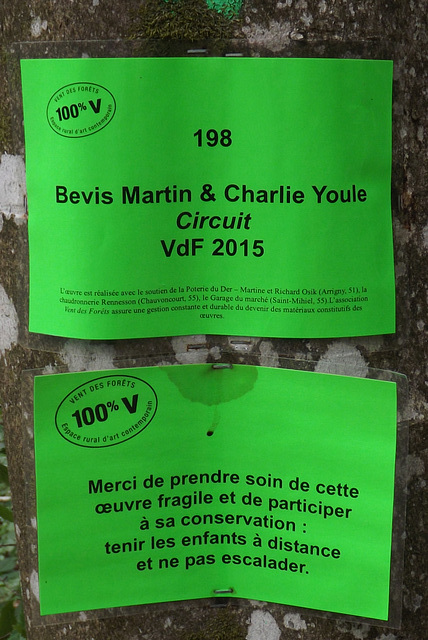 VENT DES FORÊTS
100% V
Espace rural d'art contemporain
198
Bevis Martin & Charlie Youle
Circuit
VdF 2015
L'œuvre est réalisée avec le soutien de la Poterie du Der – Martine et Richard Osik (Arrigny, 51), la
chaudronnerie Rennesson (Chauvoncourt, 55), le Garage du marché (Saint-Mihiel, 55). L'association
Vent des Forêts assure une gestion constante et durable du devenir des matériaux constitutifs des
œuvres.
VENT DES FORÊTS
100% V
Espace rural d'art contemporain
Merci de prendre soin de cette
œuvre fragile et de participer
à sa conservation :
tenir les enfants à distance
et ne pas escalader.